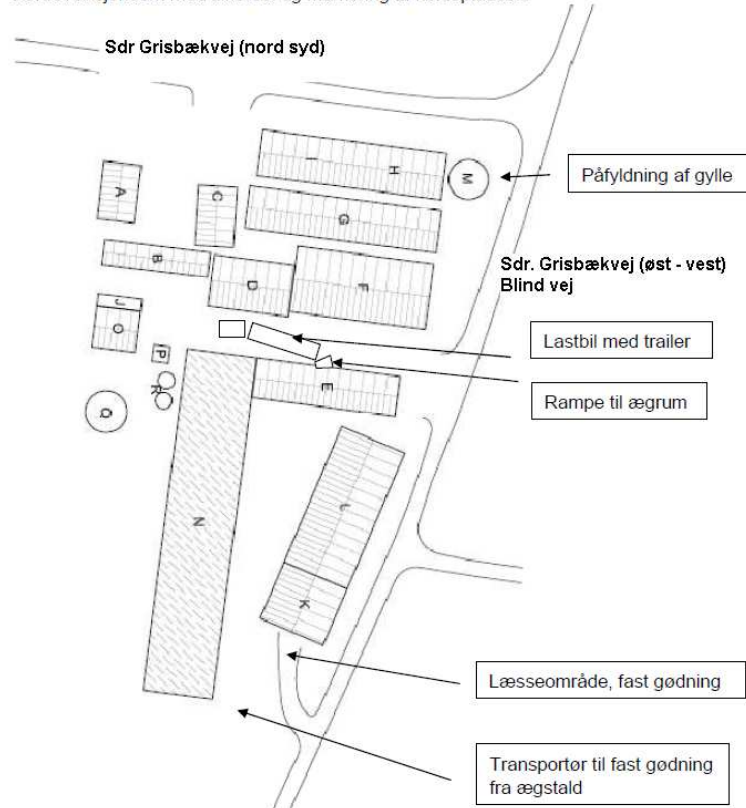 Sdr Grisbækvej (nord syd)
I
H
M
Påfyldning af gylle
A
C
G
B
D
F
Sdr. Grisbækvej (øst - vest)
Blind vej
J
O
Lastbil med trailer
P
R
E
Rampe til ægrum
Q
L
N
K
Læsseområde, fast gødning
Transportør til fast gødning
fra ægstald